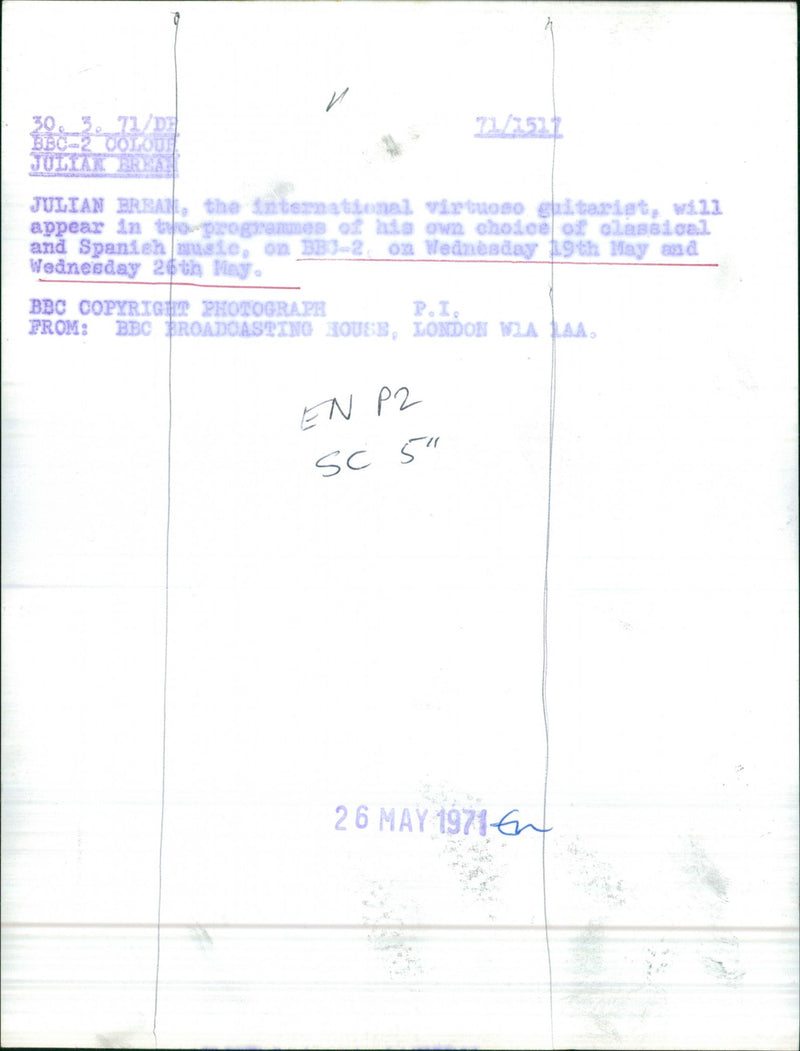 30. 3. 71/DF 71/1517
BBC-2 COLOUR
JULIAN BREAM
JULIAN BREAM, the international virtuoso guitarist, will
appear in two programmes of his own choice of classical
and Spanish music, on BBC-2 on Wednesday 19th May and
Wednesday 26th May.
BBC COPYRIGHT PHOTOGRAPH P.I.
FROM: BBC BROADCASTING HOUSE, LONDON W1A 1AA.
EN P2
SC 5"
26 MAY 1971 En